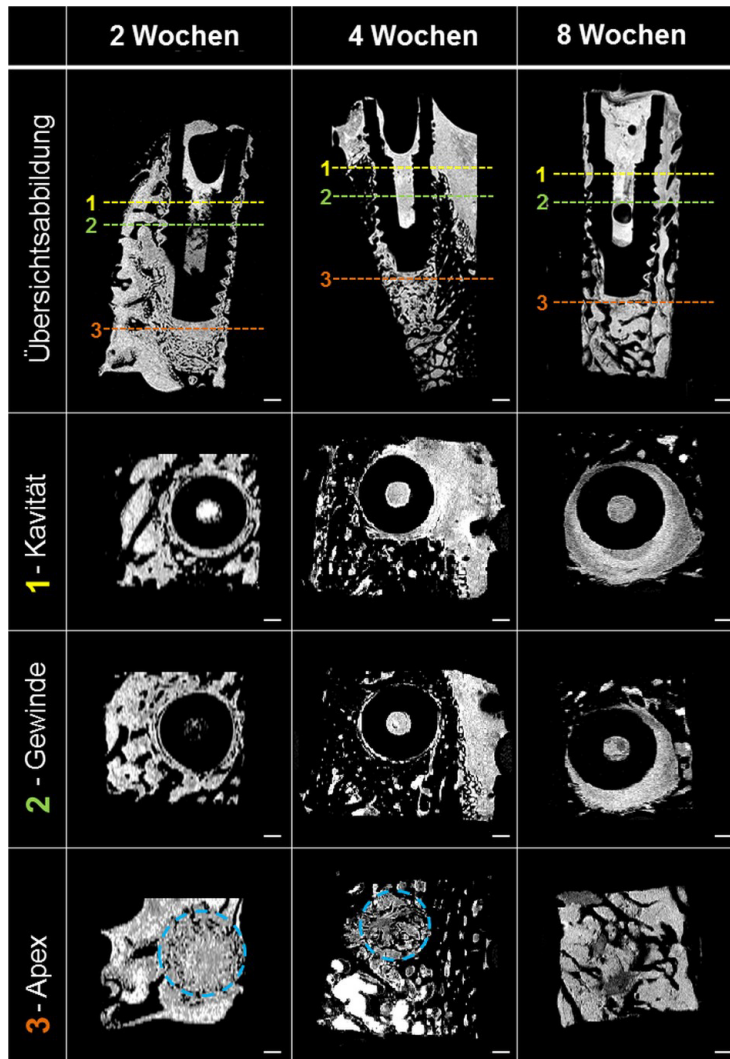 2 Wochen
4 Wochen
8 Wochen
Übersichtsabbildung
1
2
3
1
2
3
1
2
3
1 - Kavität
2 - Gewinde
3 - Apex